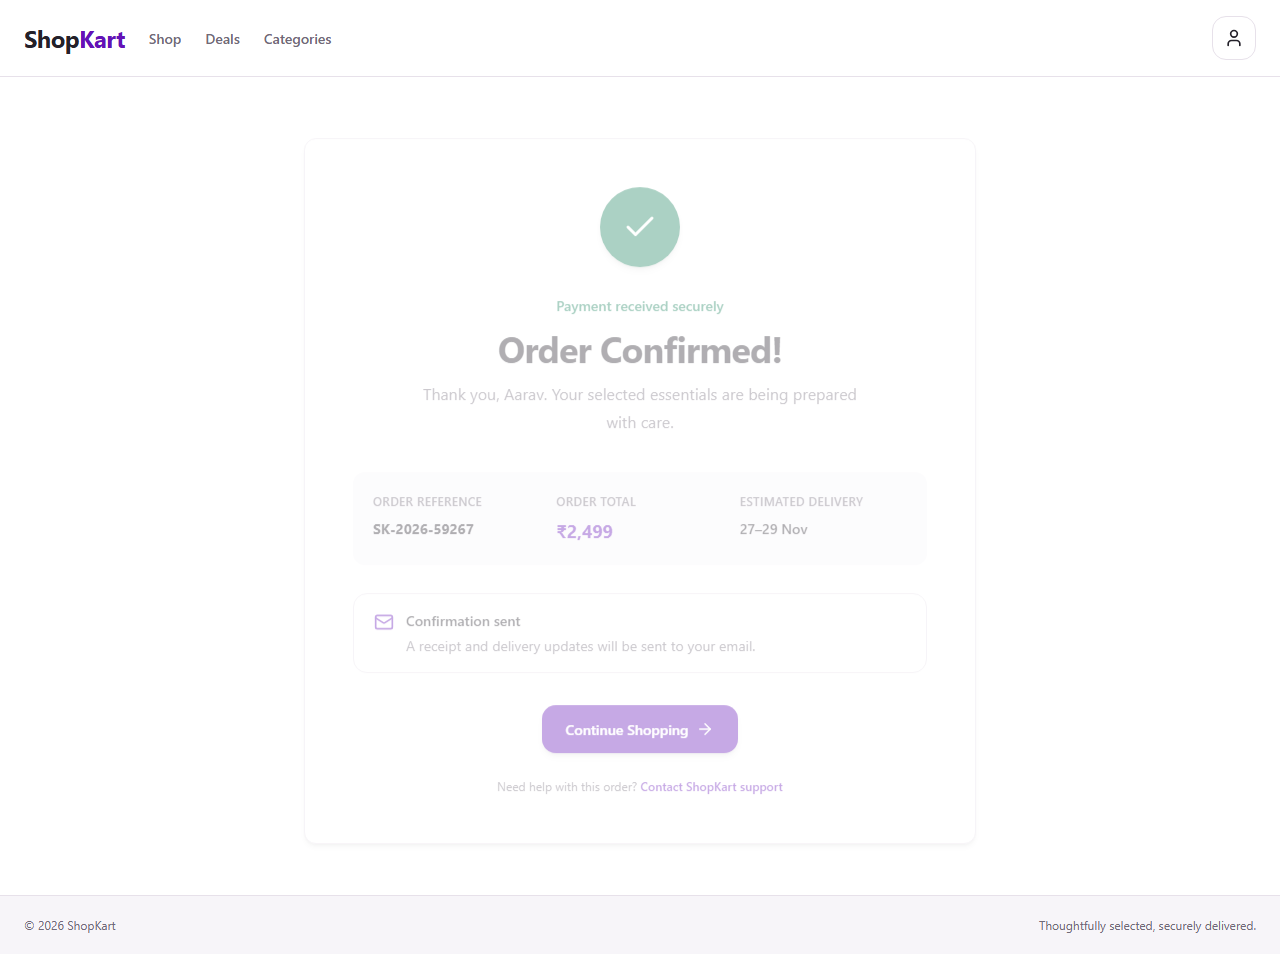 ShopKart Shop Deals Categories
Payment received securely
Order Confirmed!
Thank you, Aarav. Your selected essentials are being prepared
with care.
ORDER REFERENCE ORDER TOTAL ESTIMATED DELIVERY
SK-2026-59267 ₹2,499 27–29 Nov
Confirmation sent
A receipt and delivery updates will be sent to your email.
Continue Shopping
Need help with this order? Contact ShopKart support
© 2026 ShopKart Thoughtfully selected, securely delivered.